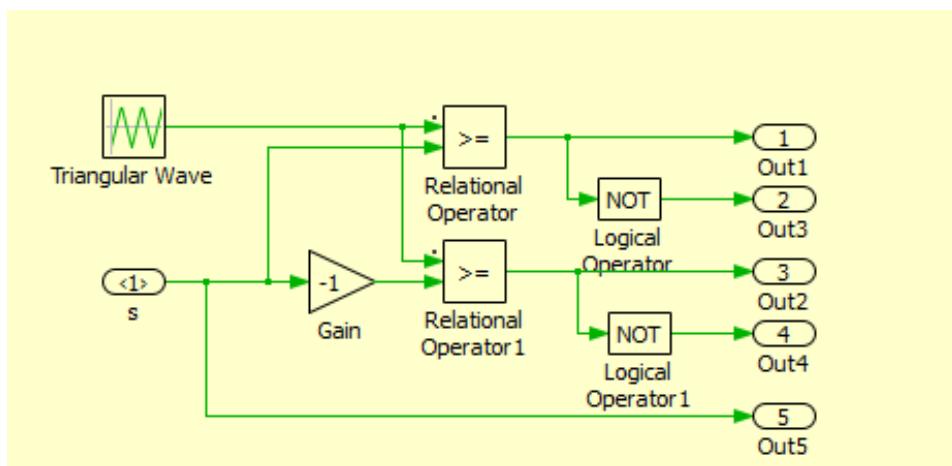 Triangular Wave
>=
Relational
Operator
1
Out1
NOT
Logical
Operator
2
Out3
<1>
s
-1
Gain
>=
Relational
Operator1
3
Out2
NOT
Logical
Operator1
4
Out4
5
Out5